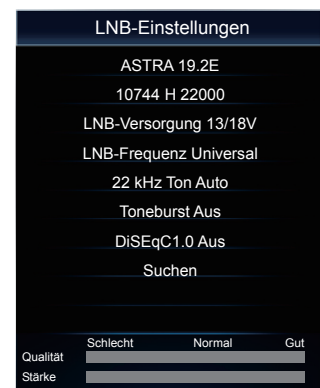 LNB-Einstellungen
ASTRA 19.2E
10744 H 22000
LNB-Versorgung 13/18V
LNB-Frequenz Universal
22 kHz Ton Auto
Toneburst Aus
DiSEqC1.0 Aus
Suchen
Schlecht Normal Gut
Qualität
Stärke